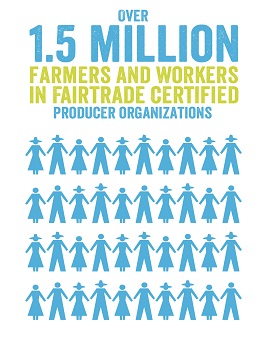 OVER
1.5 MILLION
FARMERS AND WORKERS
IN FAIRTRADE CERTIFIED
PRODUCER ORGANIZATIONS